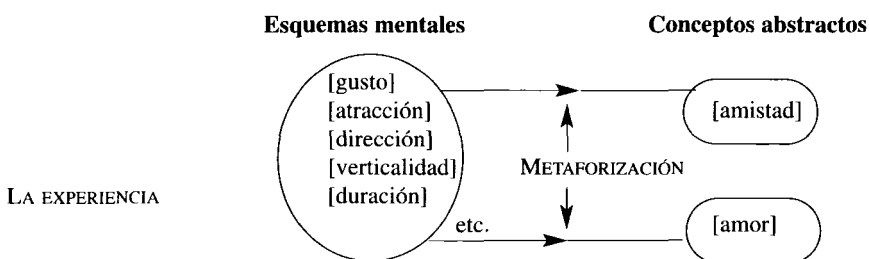 Esquemas mentales Conceptos abstractos
[gusto]
[atracción] [amistad]
[dirección]
[verticalidad] METAFORIZACIÓN
LA EXPERIENCIA [duración]
etc. [amor]